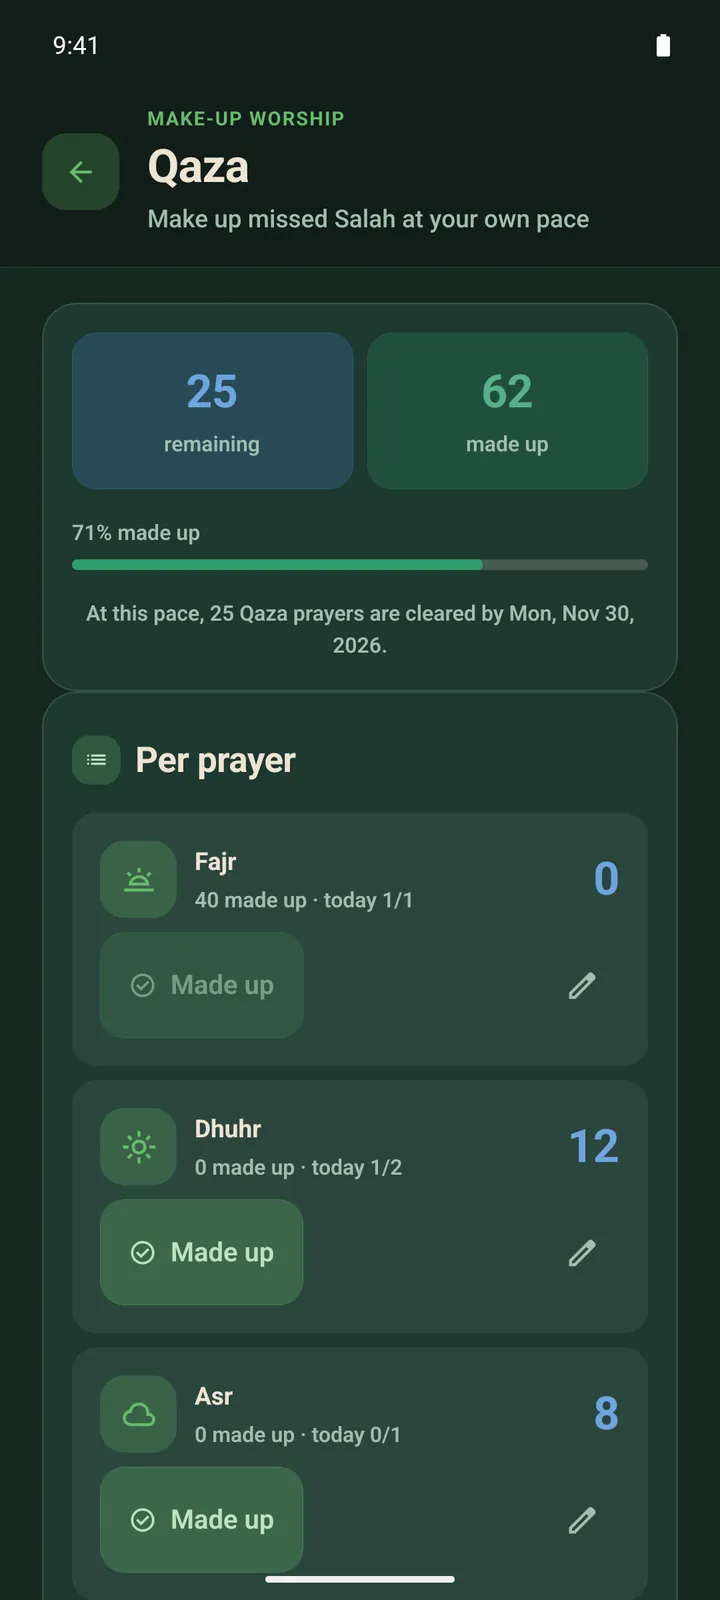 9:41
MAKE-UP WORSHIP
Qaza
Make up missed Salah at your own pace
25
remaining
62
made up
71% made up
At this pace, 25 Qaza prayers are cleared by Mon, Nov 30,
2026.
Per prayer
Fajr
40 made up · today 1/1
0
Made up
Dhuhr
0 made up · today 1/2
12
Made up
Asr
0 made up · today 0/1
8
Made up